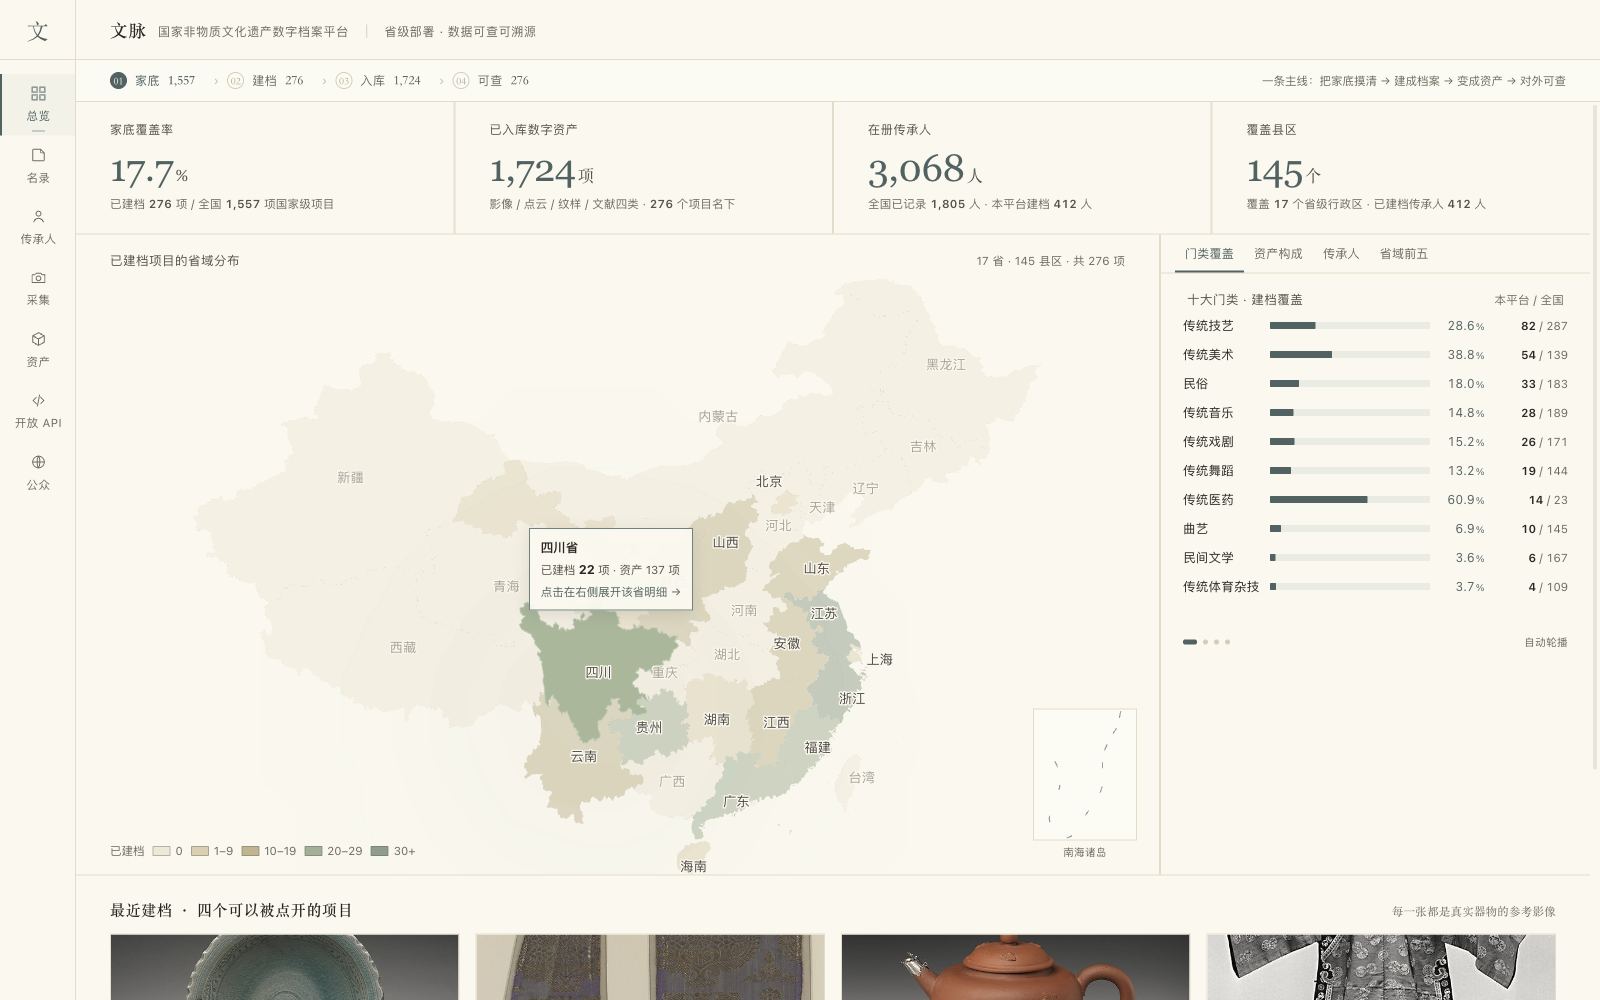 文
文脉 国家非物质文化遗产数字档案平台 省级部署 · 数据可查可溯源
总览
名录
传承人
采集
资产
开放 API
公众
01 家底 1,557 › 02 建档 276 › 03 入库 1,724 › 04 可查 276
一条主线：把家底摸清 → 建成档案 → 变成资产 → 对外可查
家底覆盖率
17.7%
已建档 276 项 / 全国 1,557 项国家级项目
已入库数字资产
1,724 项
影像 / 点云 / 纹样 / 文献四类 · 276 个项目名下
在册传承人
3,068 人
全国已记录 1,805 人 · 本平台建档 412 人
覆盖县区
145 个
覆盖 17 个省级行政区 · 已建档传承人 412 人
已建档项目的省域分布
17 省 · 145 县区 · 共 276 项
黑龙江
内蒙古
吉林
新疆
北京
辽宁
天津
河北
山西
四川省
已建档 22 项 · 资产 137 项
点击在右侧展开该省明细 →
山东
青海
河南
江苏
安徽
西藏
湖北
上海
四川
重庆
浙江
湖南
江西
贵州
福建
云南
台湾
广西
广东
海南
南海诸岛
已建档 0 1–9 10–19 20–29 30+
门类覆盖 资产构成 传承人 省域前五
十大门类 · 建档覆盖 本平台 / 全国
传统技艺 28.6% 82 / 287
传统美术 38.8% 54 / 139
民俗 18.0% 33 / 183
传统音乐 14.8% 28 / 189
传统戏剧 15.2% 26 / 171
传统舞蹈 13.2% 19 / 144
传统医药 60.9% 14 / 23
曲艺 6.9% 10 / 145
民间文学 3.6% 6 / 167
传统体育杂技 3.7% 4 / 109
自动轮播
最近建档 · 四个可以被点开的项目
每一张都是真实器物的参考影像